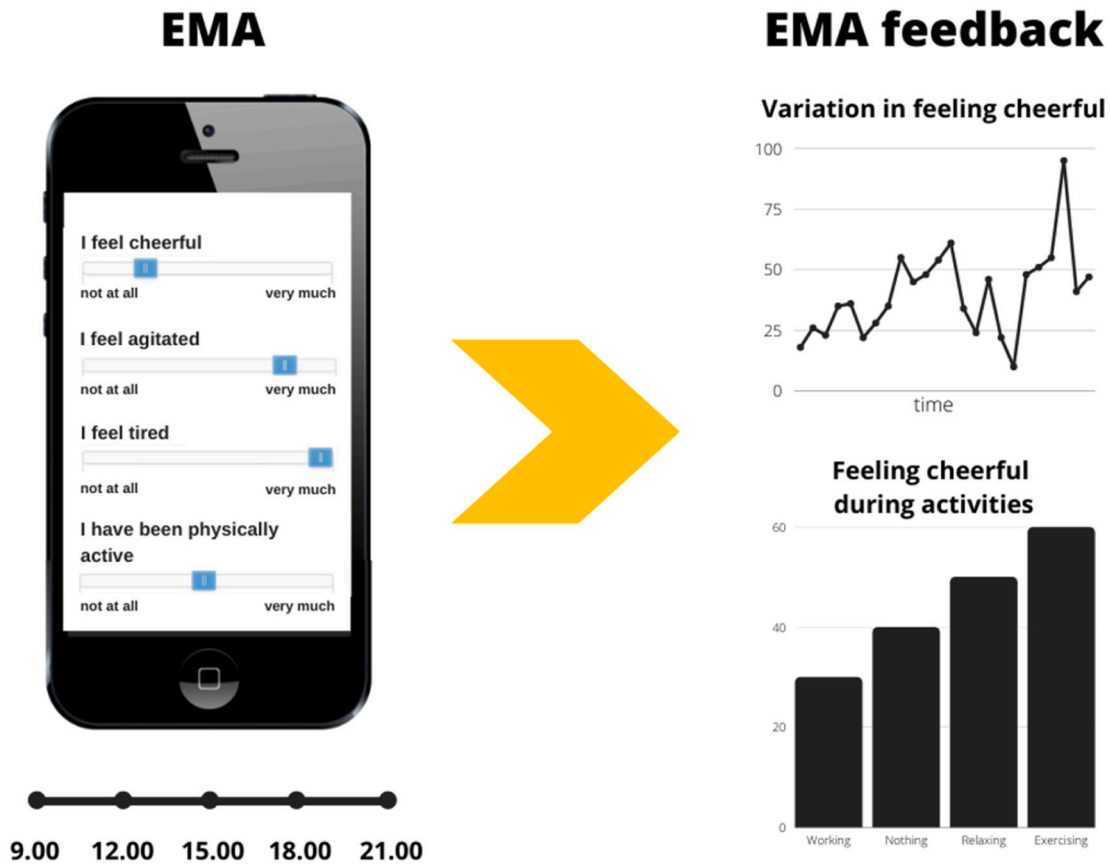 EMA
I feel cheerful
not at all very much
I feel agitated
not at all very much
I feel tired
not at all very much
I have been physically
active
not at all very much
9.00 12.00 15.00 18.00 21.00
EMA feedback
Variation in feeling cheerful
100
75
50
25
0
time
Feeling cheerful
during activities
60
40
20
0
Working Nothing Relaxing Exercising